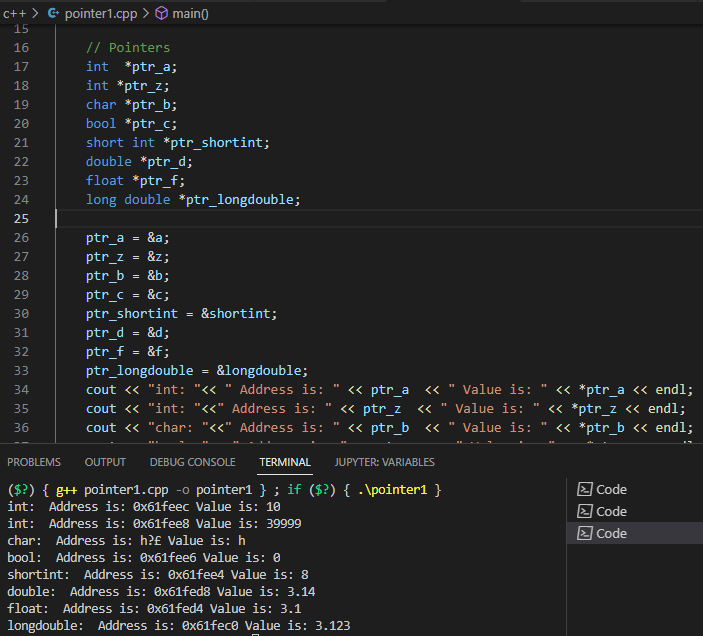 c++ > pointer1.cpp > main()
15
16 // Pointers
17 int  *ptr_a;
18 int *ptr_z;
19 char *ptr_b;
20 bool *ptr_c;
21 short int *ptr_shortint;
22 double *ptr_d;
23 float *ptr_f;
24 long double *ptr_longdouble;
25
26 ptr_a = &a;
27 ptr_z = &z;
28 ptr_b = &b;
29 ptr_c = &c;
30 ptr_shortint = &shortint;
31 ptr_d = &d;
32 ptr_f = &f;
33 ptr_longdouble = &longdouble;
34 cout << "int: "<< " Address is: " << ptr_a  << " Value is: " << *ptr_a << endl;
35 cout << "int: "<<" Address is: " << ptr_z  << " Value is: " << *ptr_z << endl;
36 cout << "char: "<<" Address is: " << ptr_b  << " Value is: " << *ptr_b << endl;
PROBLEMS OUTPUT DEBUG CONSOLE TERMINAL JUPYTER: VARIABLES
($?) { g++ pointer1.cpp -o pointer1 } ; if ($?) { .\pointer1 }
int:  Address is: 0x61feec Value is: 10
int:  Address is: 0x61fee8 Value is: 39999
char:  Address is: h?£ Value is: h
bool:  Address is: 0x61fee6 Value is: 0
shortint:  Address is: 0x61fee4 Value is: 8
double:  Address is: 0x61fed8 Value is: 3.14
float:  Address is: 0x61fed4 Value is: 3.1
longdouble:  Address is: 0x61fec0 Value is: 3.123
Code
Code
Code